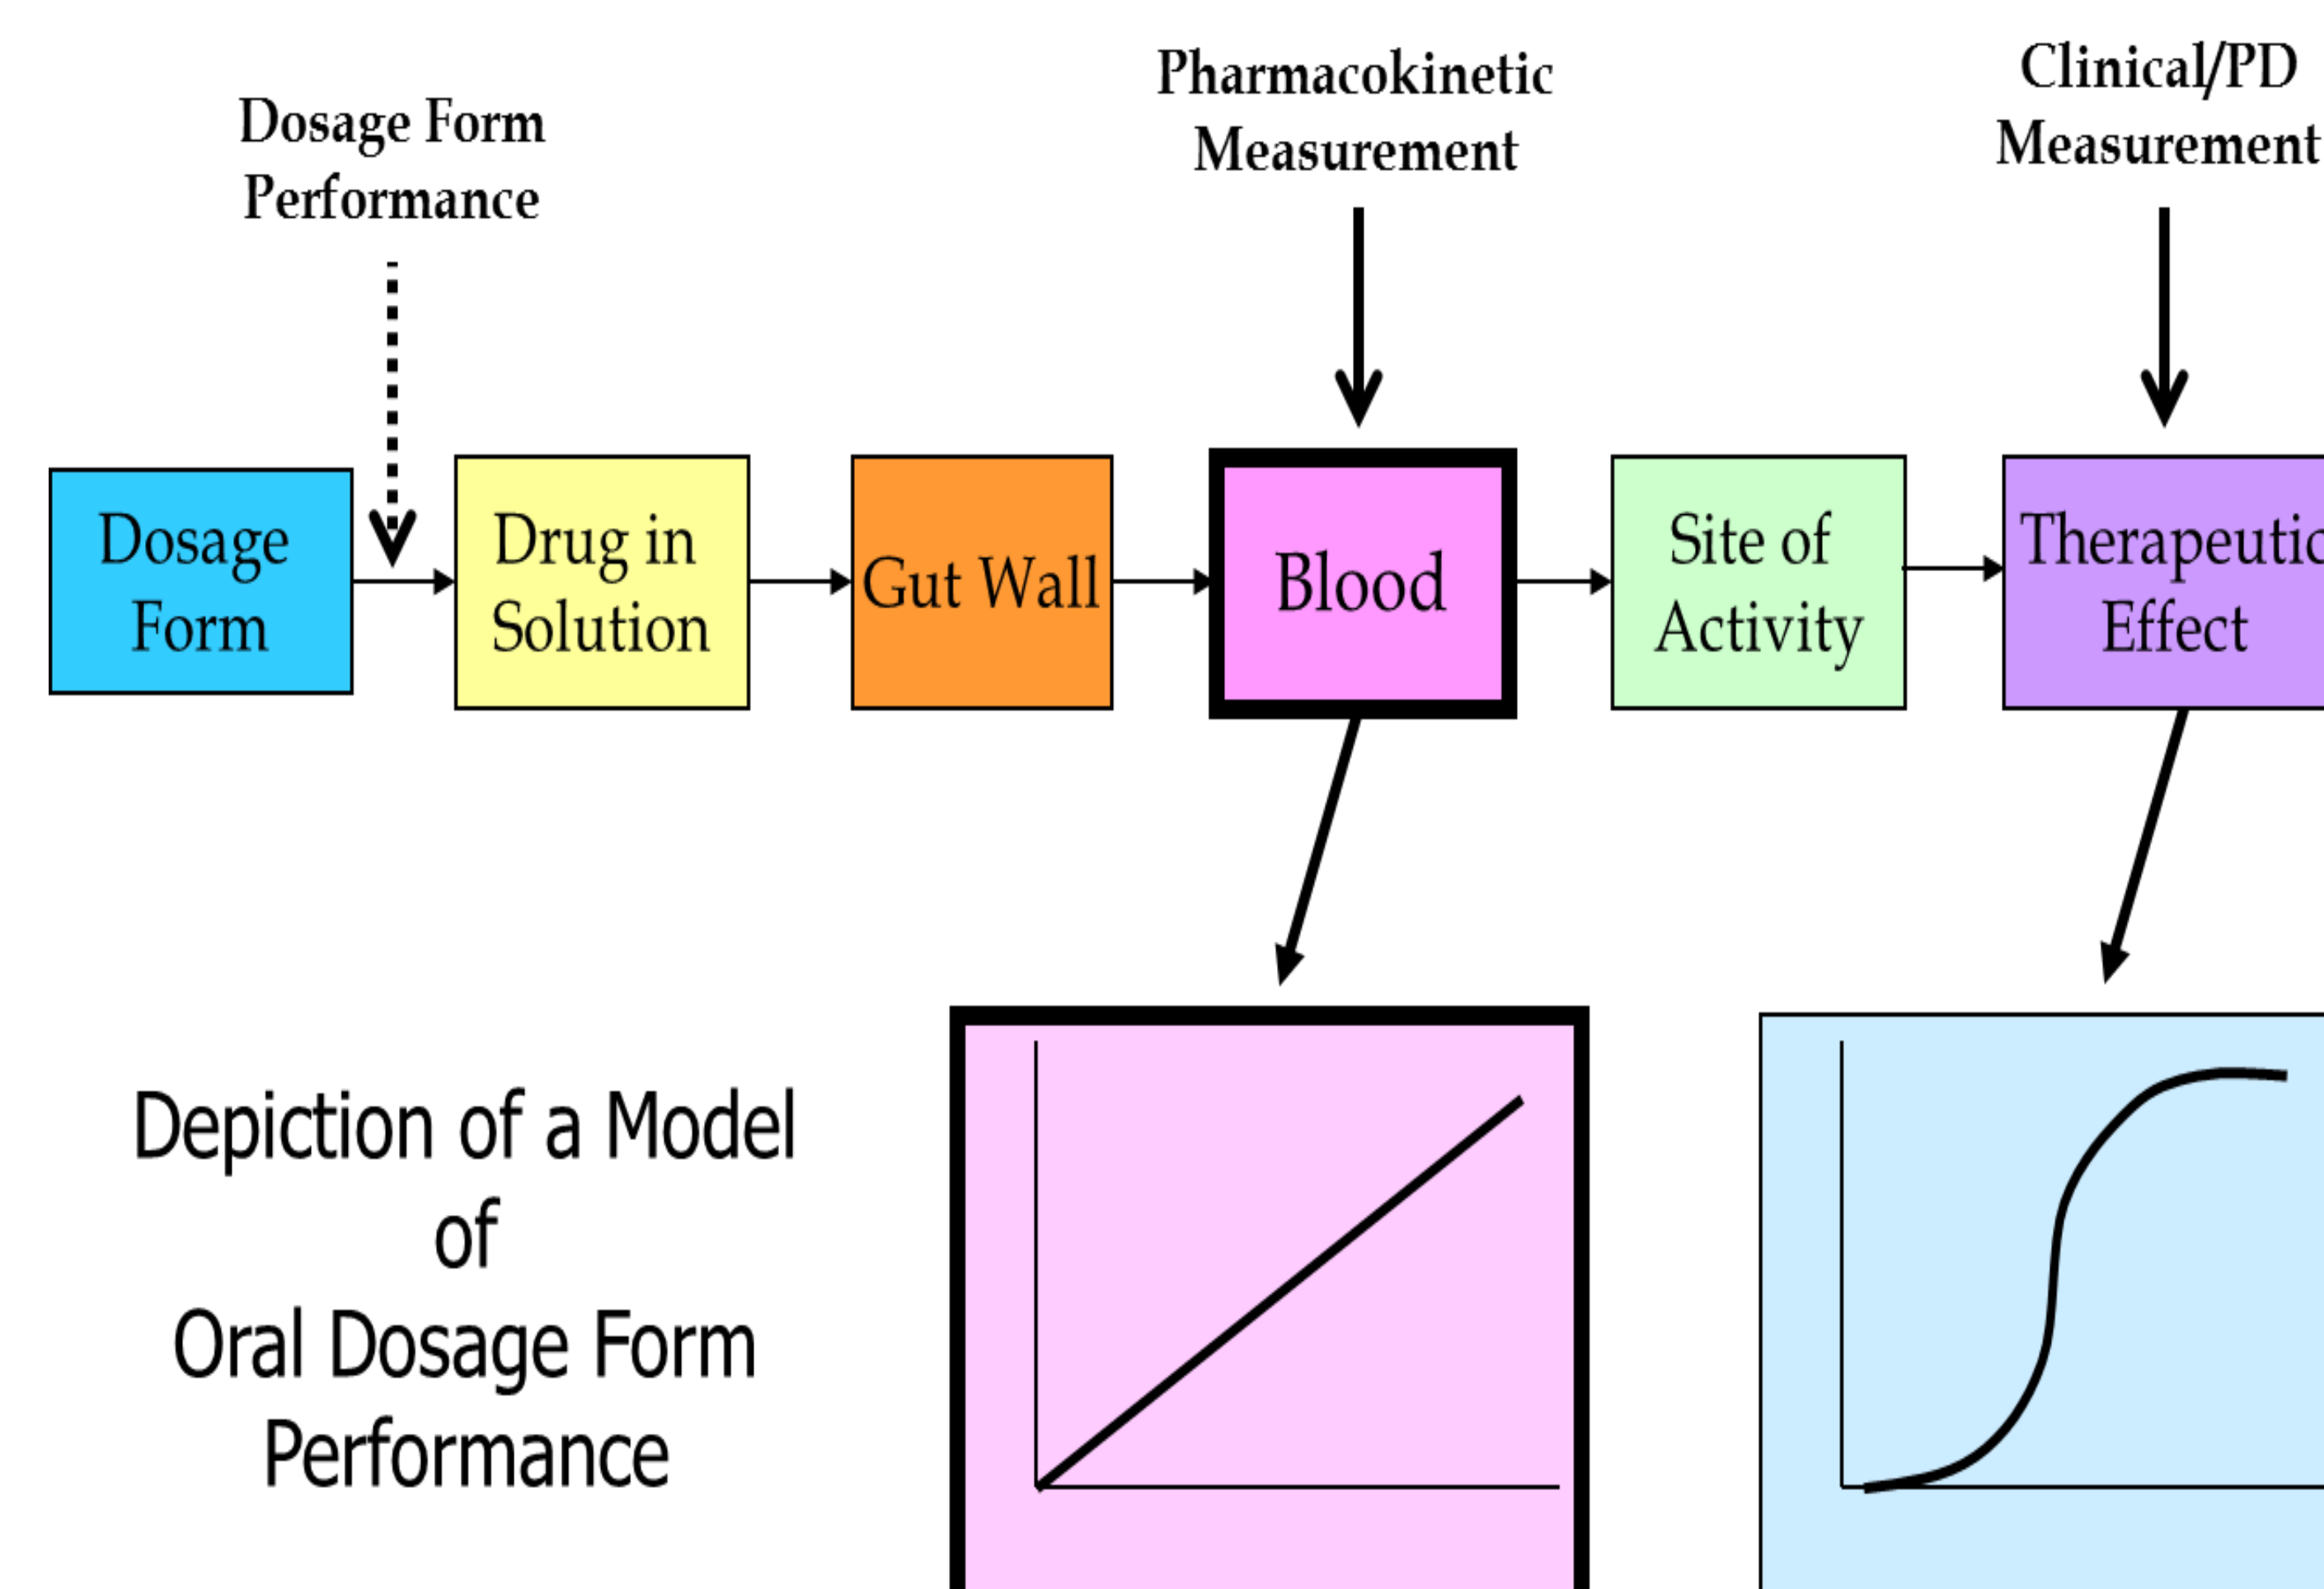 Dosage Form
Performance
Pharmacokinetic
Measurement
Clinical/PD
Measurement
Dosage
Form
Drug in
Solution
Gut Wall
Blood
Site of
Activity
Therapeutic
Effect
Depiction of a Model
of
Oral Dosage Form
Performance